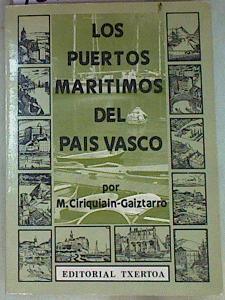 LOS
PUERTOS
MARITIMOS
DEL
PAIS VASCO
por
M. Ciriquiain-Gaiztarro
EDITORIAL TXERTOA